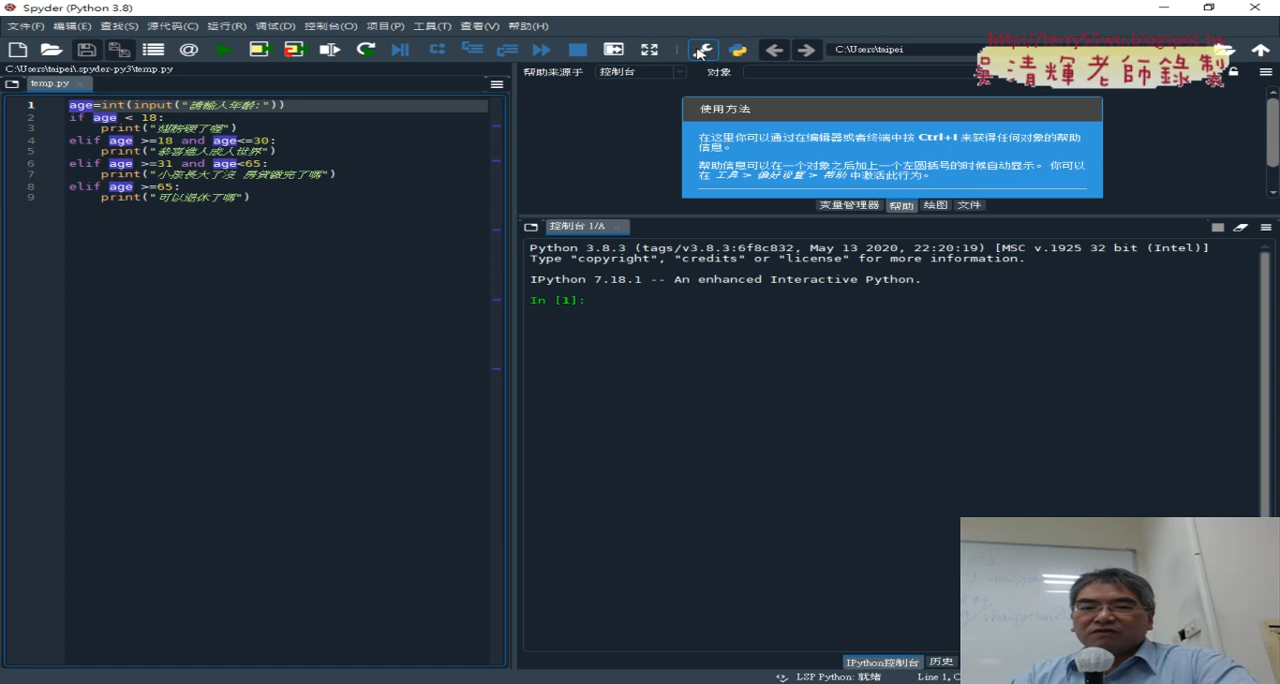 Spyder (Python 3.8)
文件(F) 编辑(E) 查找(S) 源代码(C) 运行(R) 调试(D) 控制台(O) 项目(P) 工具(T) 查看(V) 帮助(H)
C:\Users\taipei
Http://terry55wu.blogspot.tw
吳清輝老師錄製
C:\Users\taipei\.spyder-py3\temp.py
temp.py
帮助来源于 控制台 对象
1 age=int(input("請輸入年齡:"))
2 if age < 18:
3 print("
4 elif age >=18 and age<=30:
5 print("恭喜進入成人世界")
6 elif age >=31 and age<65:
7 print("小孩長大了沒 房貸繳完了嗎")
8 elif age >=65:
9 print("可以退休了嗎")
使用方法
在这里你可以通过在编辑器或者终端中按 Ctrl+I 来获得任何对象的帮助
信息。
帮助信息可以在一个对象之后加上一个左圆括号的时候自动显示。 你可以
在 工具 > 偏好设置 > 帮助 中激活此行为。
变量管理器 帮助 绘图 文件
控制台 1/A
Python 3.8.3 (tags/v3.8.3:6f8c832, May 13 2020, 22:20:19) [MSC v.1925 32 bit (Intel)]
Type "copyright", "credits" or "license" for more information.
IPython 7.18.1 -- An enhanced Interactive Python.
In [1]:
IPython控制台 历史
LSP Python: 就绪 Line 1, C